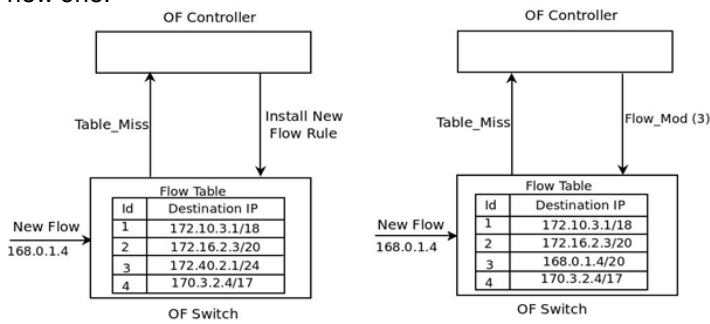 OF Controller
Table_Miss
Install New
Flow Rule
Flow Table
Id Destination IP
1 172.10.3.1/18
2 172.16.2.3/20
3 172.40.2.1/24
4 170.3.2.4/17
New Flow
168.0.1.4
OF Switch
OF Controller
Table_Miss
Flow_Mod (3)
Flow Table
Id Destination IP
1 172.10.3.1/18
2 172.16.2.3/20
3 168.0.1.4/20
4 170.3.2.4/17
New Flow
168.0.1.4
OF Switch